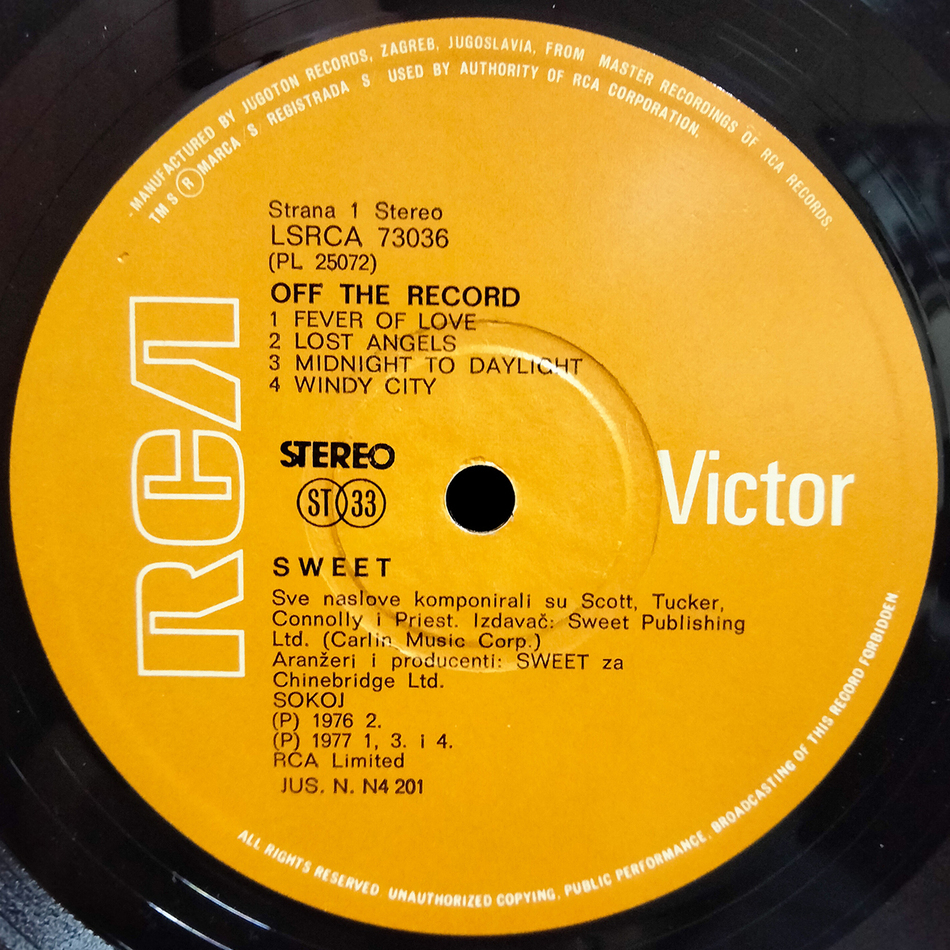 - MANUFACTURED BY JUGOTON RECORDS, ZAGREB, JUGOSLAVIA, FROM MASTER RECORDINGS OF RCA RECORDS.
TM S ® MARCA/S/ REGISTRADA S USED BY AUTHORITY OF RCA CORPORATION.
Strana 1 Stereo
LSRCA 73036
(PL 25072)
OFF THE RECORD
1 FEVER OF LOVE
2 LOST ANGELS
3 MIDNIGHT TO DAYLIGHT
4 WINDY CITY
RCA
STEREO
ST 33
Victor
SWEET
Sve naslove komponirali su Scott, Tucker,
Connolly i Priest. Izdavač: Sweet Publishing
Ltd. (Carlin Music Corp.)
Aranžeri i producenti: SWEET za
Chinebridge Ltd.
SOKOJ
(P) 1976 2.
(P) 1977 1, 3. i 4.
RCA Limited
JUS. N. N4 201
ALL RIGHTS RESERVED UNAUTHORIZED COPYING, PUBLIC PERFORMANCE, BROADCASTING OF THIS RECORD FORBIDDEN.